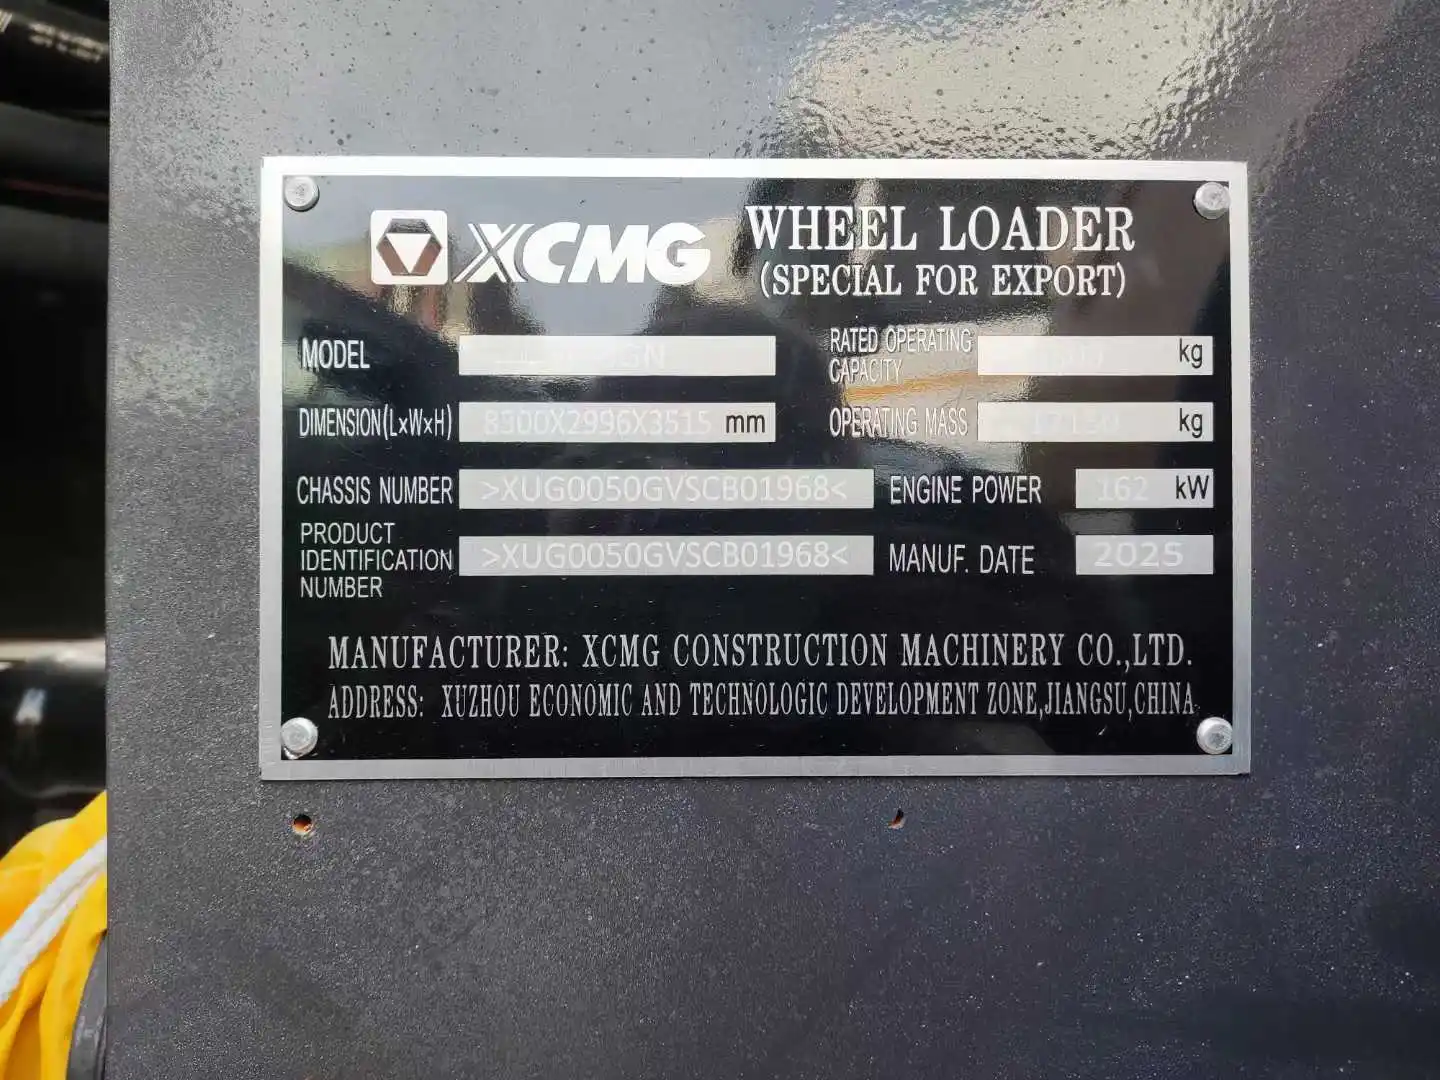 XCMG WHEEL LOADER
(SPECIAL FOR EXPORT)
MODEL
RATED OPERATING CAPACITY kg
DIMENSION(L×W×H) 8300X2996X3515 mm
OPERATING MASS kg
CHASSIS NUMBER >XUG0050GVSCB01968<
ENGINE POWER 162 kW
PRODUCT
IDENTIFICATION
NUMBER >XUG0050GVSCB01968<
MANUF. DATE 2025
MANUFACTURER: XCMG CONSTRUCTION MACHINERY CO.,LTD.
ADDRESS: XUZHOU ECONOMIC AND TECHNOLOGIC DEVELOPMENT ZONE,JIANGSU,CHINA